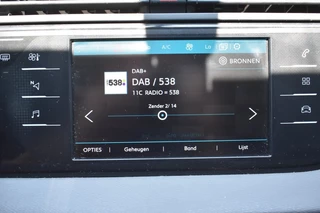 A/C
BRONNEN
DAB+
538
DAB / 538
11C RADIO = 538
Zender 2/ 14
OPTIES
Geheugen
Band
Lijst